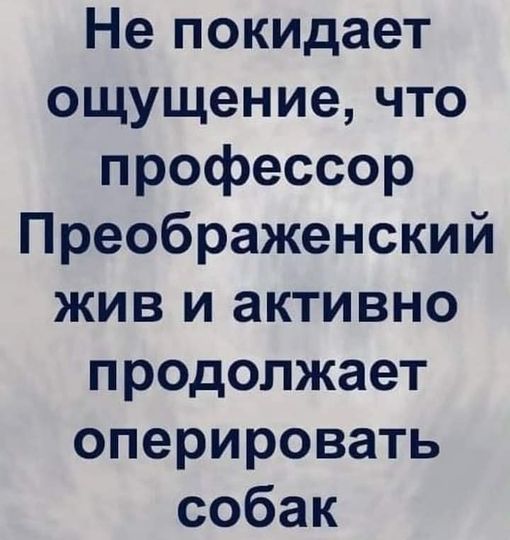 Не покидает
ощущение, что
профессор
Преображенский
жив и активно
продолжает
оперировать
собак